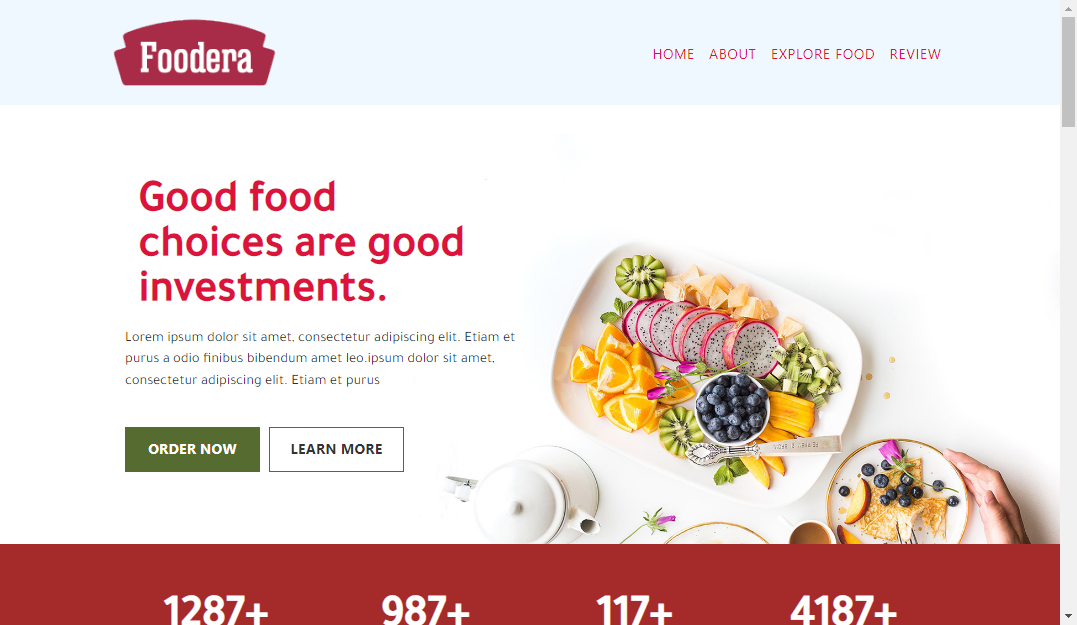 Foodera
HOME ABOUT EXPLORE FOOD REVIEW
Good food
choices are good
investments.
Lorem ipsum dolor sit amet, consectetur adipiscing elit. Etiam et
purus a odio finibus bibendum amet leo.ipsum dolor sit amet,
consectetur adipiscing elit. Etiam et purus
ORDER NOW LEARN MORE
1287+ 987+ 117+ 4187+